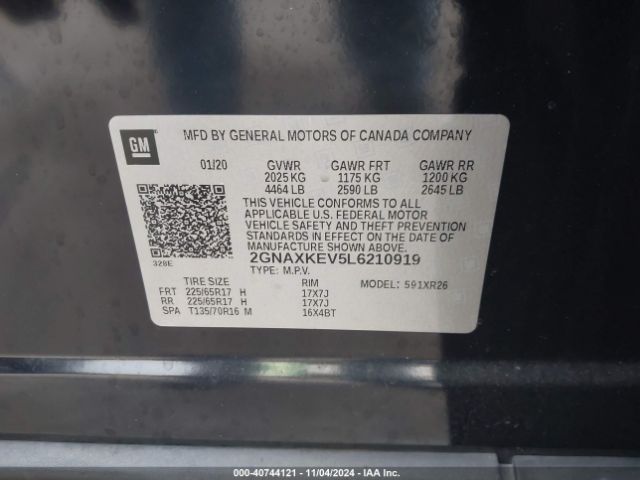 GM
MFD BY GENERAL MOTORS OF CANADA COMPANY
01/20 GVWR GAWR FRT GAWR RR
2025 KG 1175 KG 1200 KG
4464 LB 2590 LB 2645 LB
THIS VEHICLE CONFORMS TO ALL
APPLICABLE U.S. FEDERAL MOTOR
VEHICLE SAFETY AND THEFT PREVENTION
STANDARDS IN EFFECT ON THE DATE OF
MANUFACTURE SHOWN ABOVE.
328E
2GNAXKEV5L6210919
TYPE: M.P.V.
MODEL: 591XR26
TIRE SIZE RIM
FRT 225/65R17 H 17X7J
RR 225/65R17 H 17X7J
SPA T135/70R16 M 16X4BT
000-40744121 - 11/04/2024 - IAA Inc.